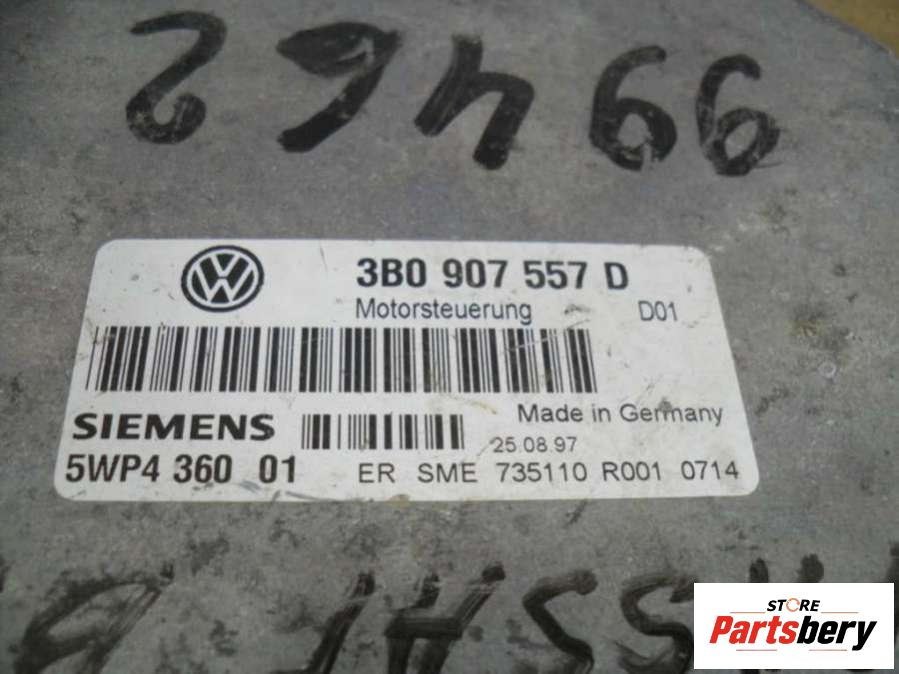 3B0 907 557 D
Motorsteuerung D01
Made in Germany
SIEMENS 25.08.97
5WP4 360 01 ER SME 735110 R001 0714
STORE
Partsbery